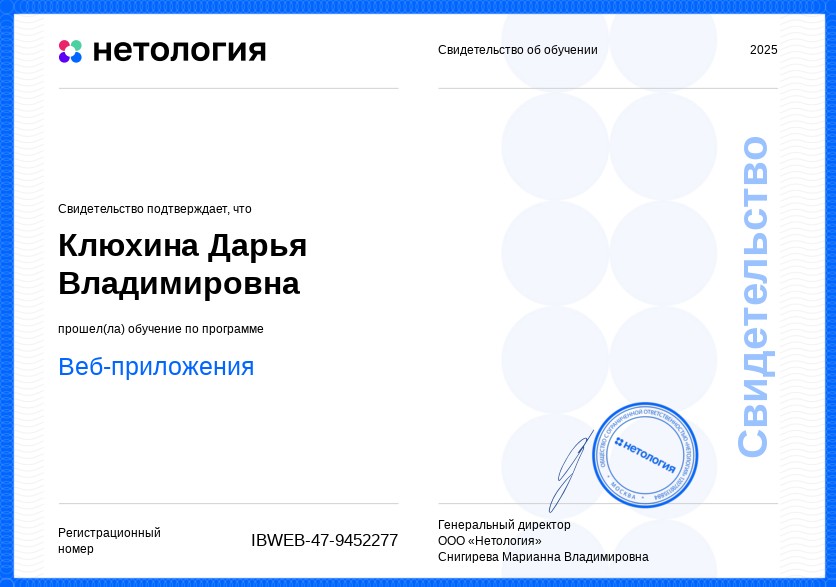 нетология
Свидетельство об обучении
2025
Свидетельство подтверждает, что
Клюхина Дарья
Владимировна
прошел(ла) обучение по программе
Веб-приложения
Свидетельство
нетология
МОСКВА
Регистрационный
номер
IBWEB-47-9452277
Генеральный директор
ООО «Нетология»
Снигирева Марианна Владимировна